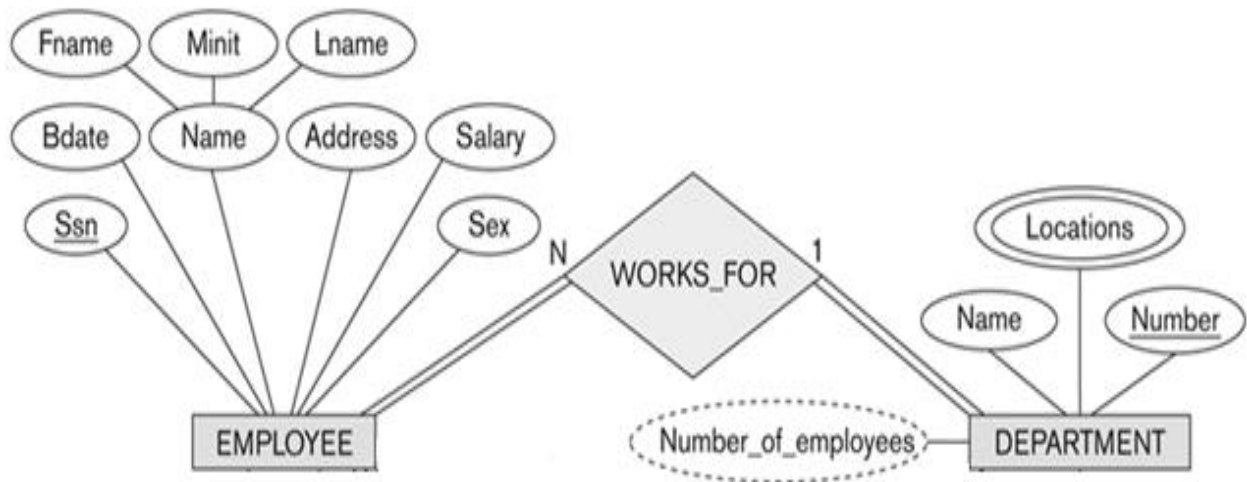 Fname
Minit
Lname
Bdate
Name
Address
Salary
Ssn
Sex
N
WORKS_FOR
1
Locations
Name
Number
EMPLOYEE
Number_of_employees
DEPARTMENT